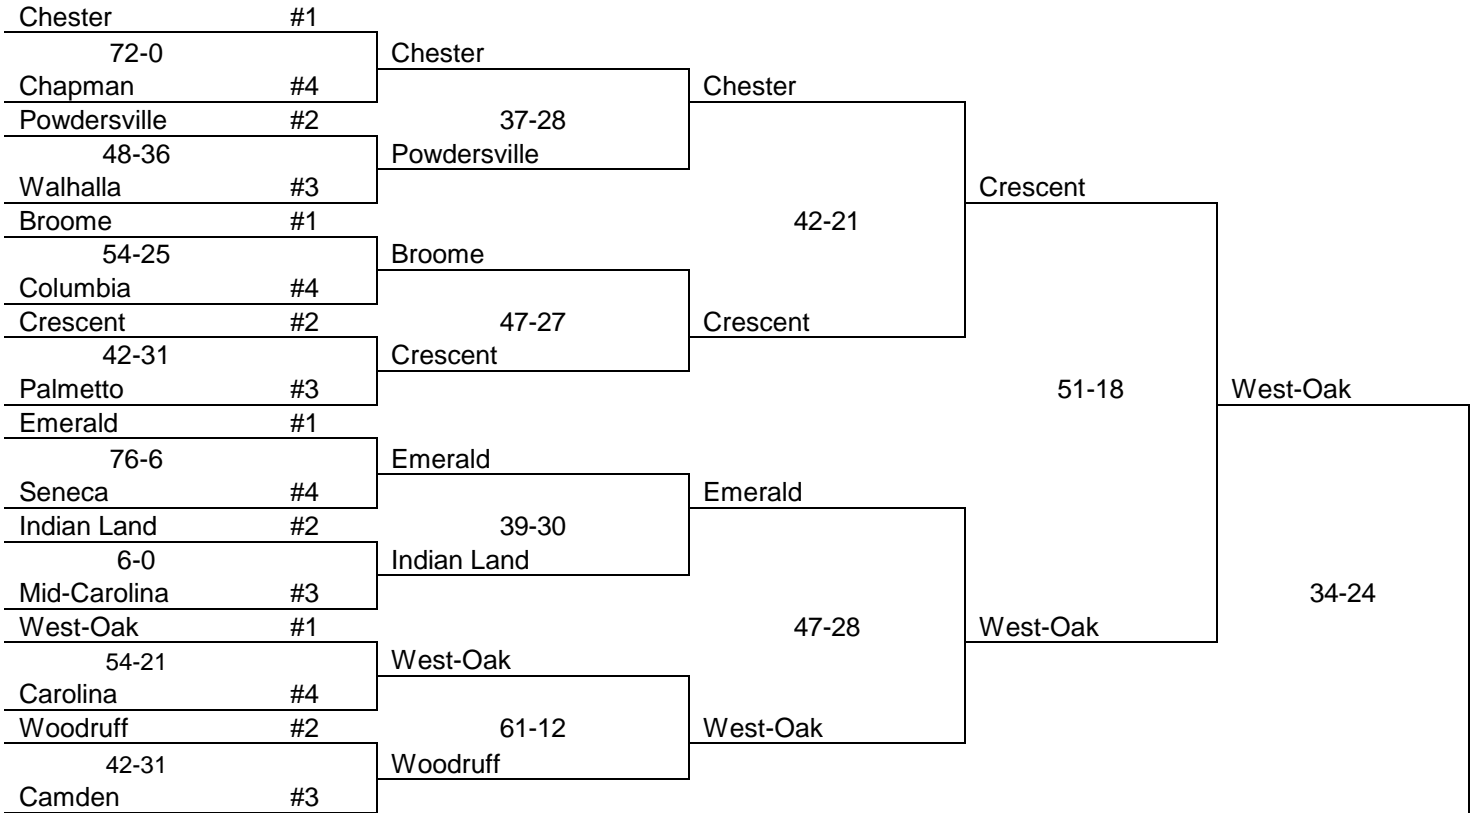 Chester #1
72-0 Chester
Chapman #4 Chester
Powdersville #2 37-28
48-36 Powdersville
Walhalla #3 Crescent
Broome #1 42-21
54-25 Broome
Columbia #4
Crescent #2 47-27 Crescent
42-31 Crescent
Palmetto #3 51-18 West-Oak
Emerald #1
76-6 Emerald
Seneca #4 Emerald
Indian Land #2 39-30
6-0 Indian Land
Mid-Carolina #3 34-24
West-Oak #1 47-28 West-Oak
54-21 West-Oak
Carolina #4
Woodruff #2 61-12 West-Oak
42-31 Woodruff
Camden #3